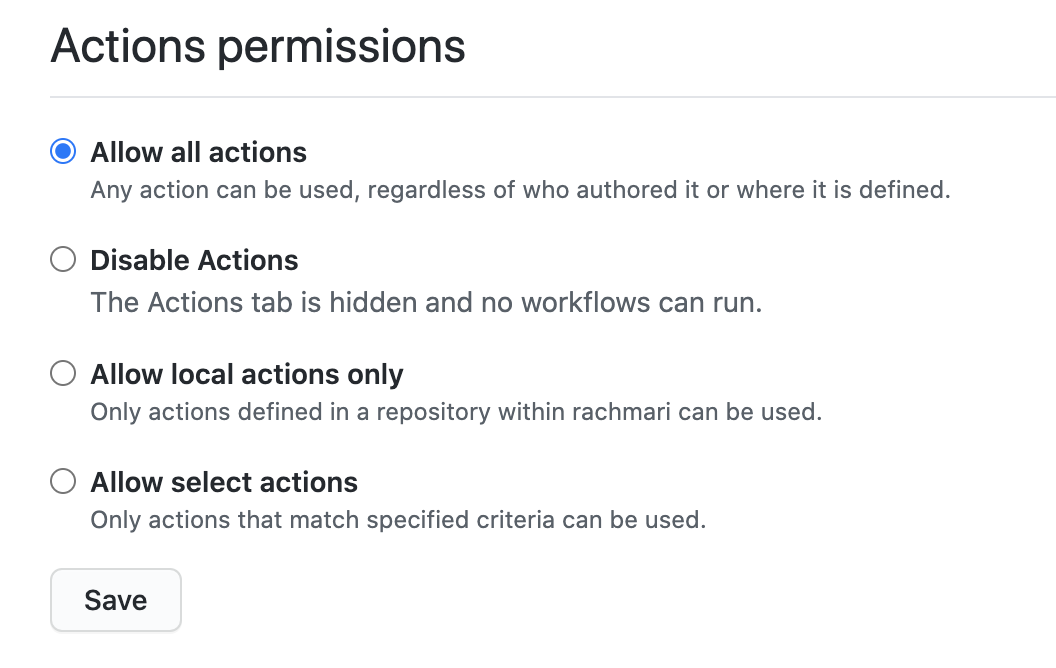 Actions permissions
Allow all actions
Any action can be used, regardless of who authored it or where it is defined.
Disable Actions
The Actions tab is hidden and no workflows can run.
Allow local actions only
Only actions defined in a repository within rachmari can be used.
Allow select actions
Only actions that match specified criteria can be used.
Save